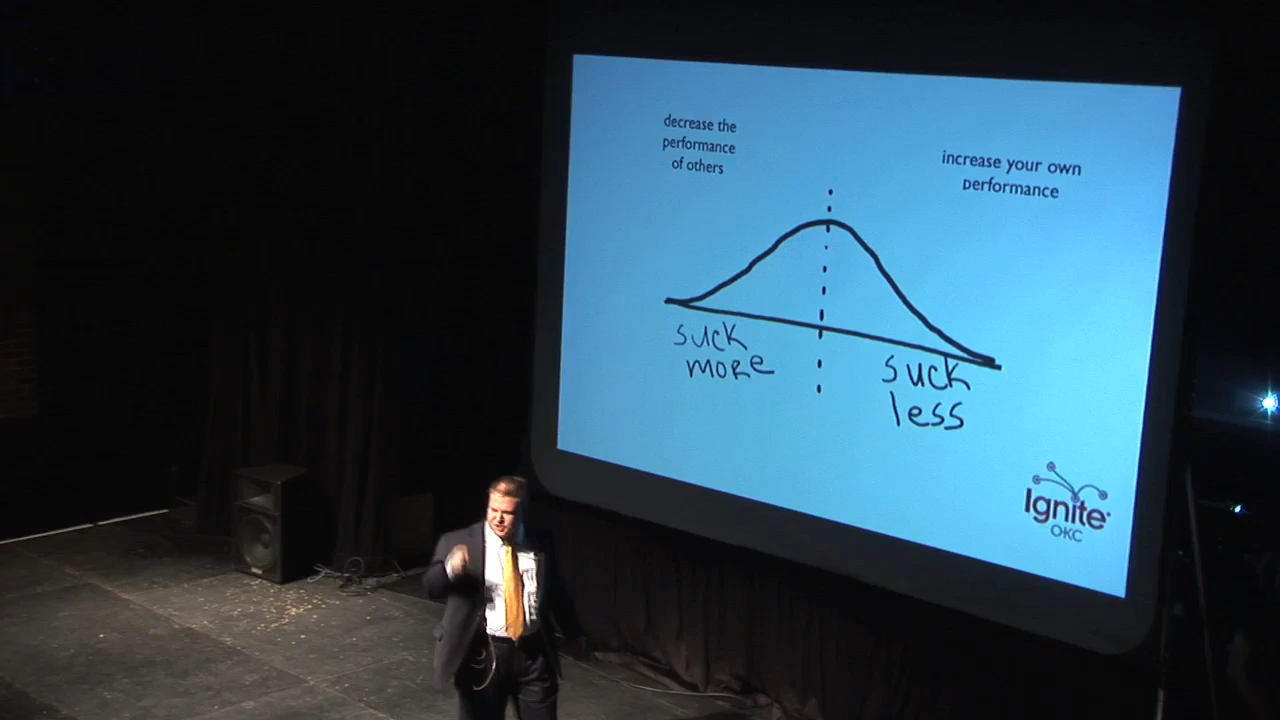 decrease the
performance
of others
increase your own
performance
suck
more
suck
less
Ignite
OKC